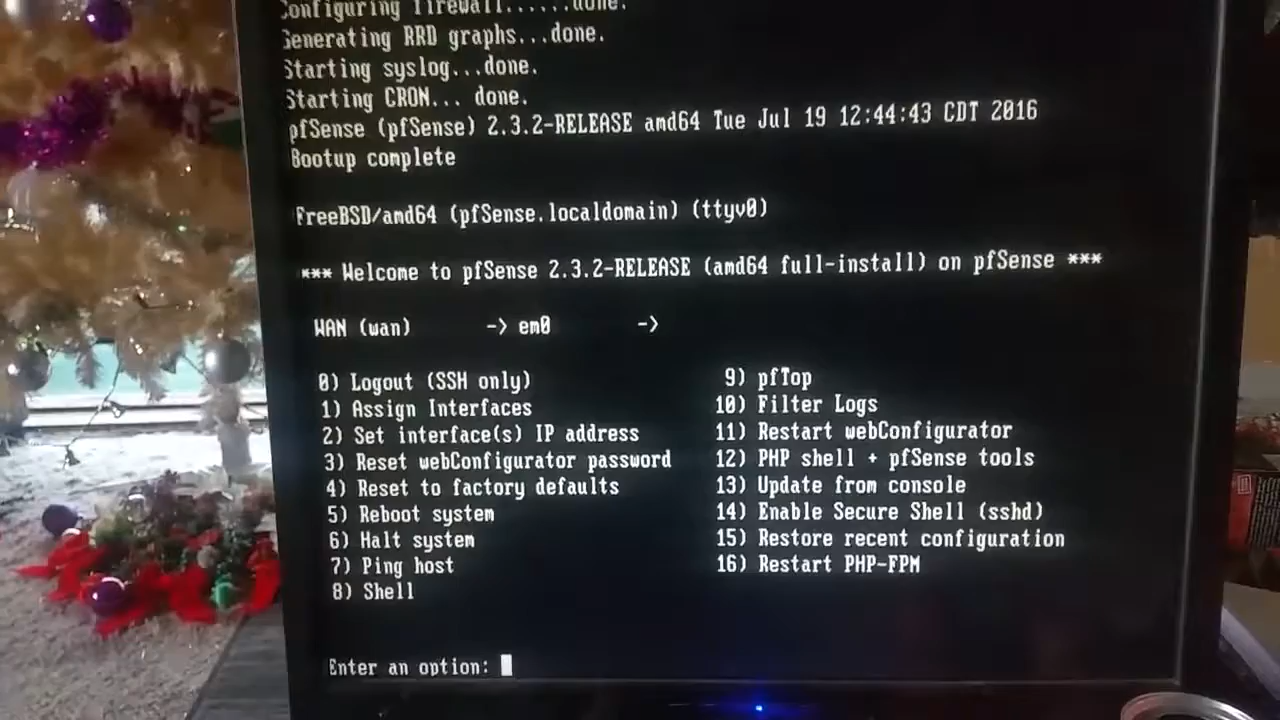 Configuring firewall......done.
Generating RRD graphs...done.
Starting syslog...done.
Starting CRON... done.
pfSense (pfSense) 2.3.2-RELEASE amd64 Tue Jul 19 12:44:43 CDT 2016
Bootup complete
FreeBSD/amd64 (pfSense.localdomain) (ttyv0)
*** Welcome to pfSense 2.3.2-RELEASE (amd64 full-install) on pfSense ***
WAN (wan) -> em0 ->
0) Logout (SSH only)
1) Assign Interfaces
2) Set interface(s) IP address
3) Reset webConfigurator password
4) Reset to factory defaults
5) Reboot system
6) Halt system
7) Ping host
8) Shell
9) pfTop
10) Filter Logs
11) Restart webConfigurator
12) PHP shell + pfSense tools
13) Update from console
14) Enable Secure Shell (sshd)
15) Restore recent configuration
16) Restart PHP-FPM
Enter an option: